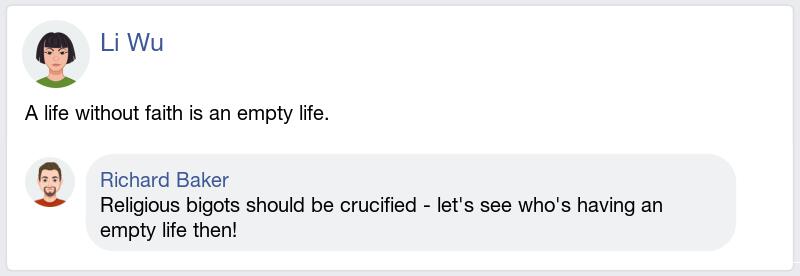 Li Wu
A life without faith is an empty life.
Richard Baker
Religious bigots should be crucified - let's see who's having an
empty life then!